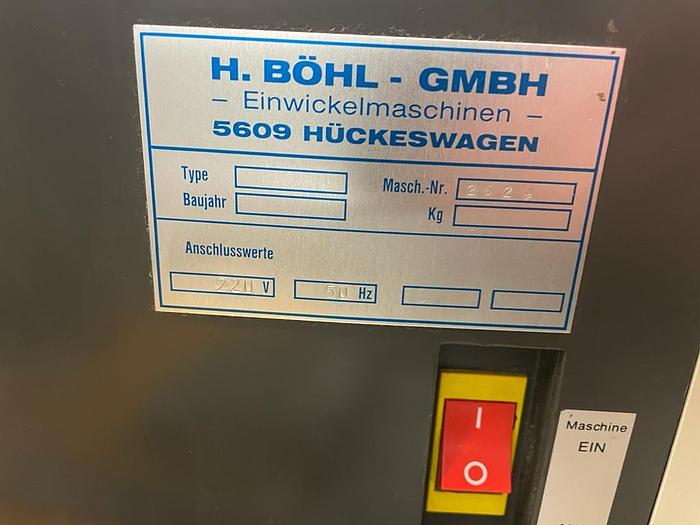 H. BÖHL - GMBH
– Einwickelmaschinen –
5609 HÜCKESWAGEN
Type
Masch.-Nr.
Baujahr
Kg
Anschlusswerte
220 V 50 Hz
I
O
Maschine
EIN